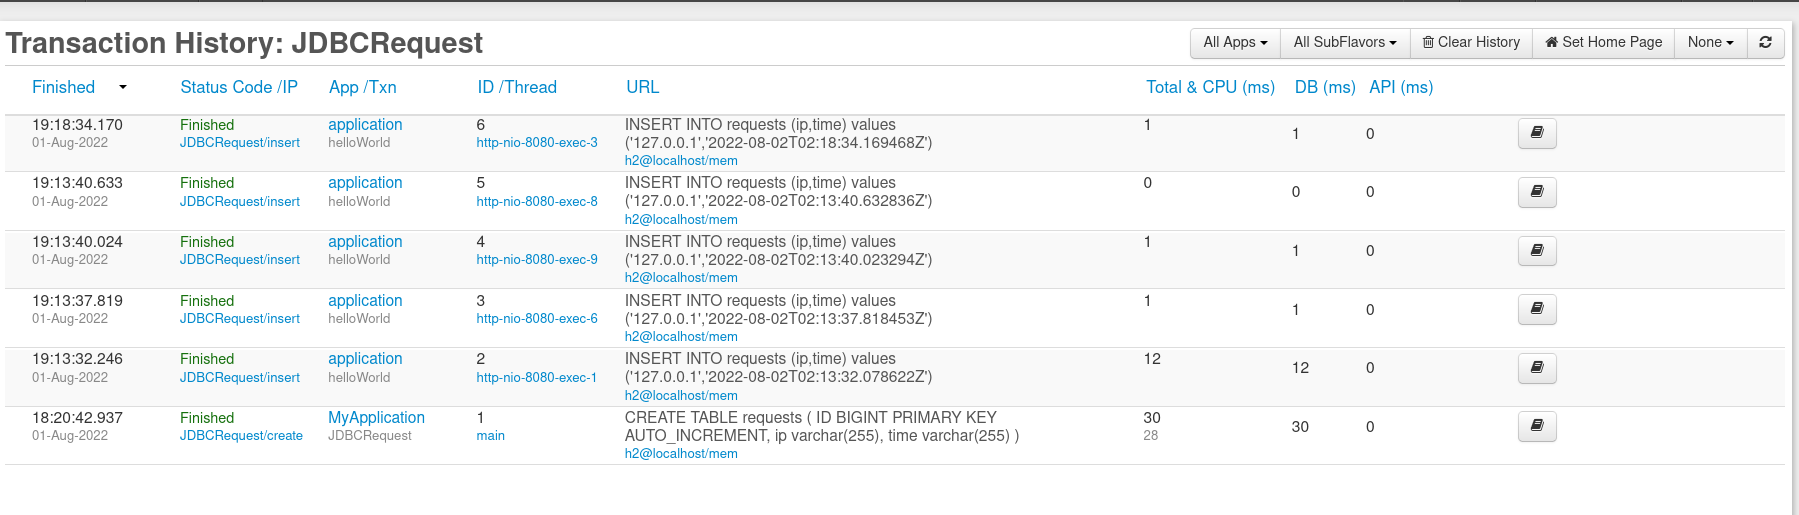 Transaction History: JDBCRequest
All Apps All SubFlavors Clear History Set Home Page None
Finished Status Code /IP App /Txn ID /Thread URL Total & CPU (ms) DB (ms) API (ms)
19:18:34.170 Finished application 6 INSERT INTO requests (ip,time) values 1 1 0
01-Aug-2022 JDBCRequest/insert helloWorld http-nio-8080-exec-3 ('127.0.0.1','2022-08-02T02:18:34.169468Z')
h2@localhost/mem
19:13:40.633 Finished application 5 INSERT INTO requests (ip,time) values 0 0 0
01-Aug-2022 JDBCRequest/insert helloWorld http-nio-8080-exec-8 ('127.0.0.1','2022-08-02T02:13:40.632836Z')
h2@localhost/mem
19:13:40.024 Finished application 4 INSERT INTO requests (ip,time) values 1 1 0
01-Aug-2022 JDBCRequest/insert helloWorld http-nio-8080-exec-9 ('127.0.0.1','2022-08-02T02:13:40.023294Z')
h2@localhost/mem
19:13:37.819 Finished application 3 INSERT INTO requests (ip,time) values 1 1 0
01-Aug-2022 JDBCRequest/insert helloWorld http-nio-8080-exec-6 ('127.0.0.1','2022-08-02T02:13:37.818453Z')
h2@localhost/mem
19:13:32.246 Finished application 2 INSERT INTO requests (ip,time) values 12 12 0
01-Aug-2022 JDBCRequest/insert helloWorld http-nio-8080-exec-1 ('127.0.0.1','2022-08-02T02:13:32.078622Z')
h2@localhost/mem
18:20:42.937 Finished MyApplication 1 CREATE TABLE requests ( ID BIGINT PRIMARY KEY 30 30 0
01-Aug-2022 JDBCRequest/create JDBCRequest main AUTO_INCREMENT, ip varchar(255), time varchar(255) ) 28
h2@localhost/mem